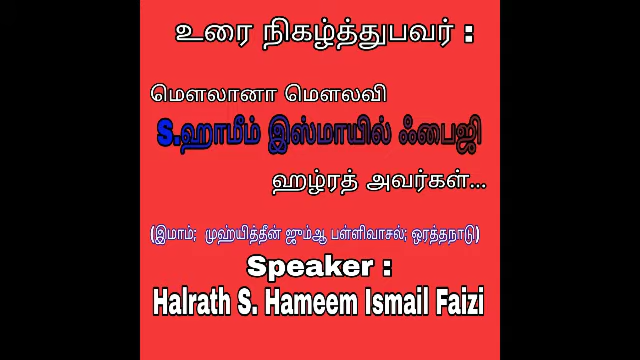 உரை நிகழ்த்துபவர் :
மௌலானா மௌலவி
S.ஹாமீம் இஸ்மாயில் ஃபைஜி
ஹழ்ரத் அவர்கள்...
(இமாம்; முஹ்யித்தீன் ஜும்ஆ பள்ளிவாசல்; ஒரத்தநாடு)
Speaker :
Halrath S. Hameem Ismail Faizi